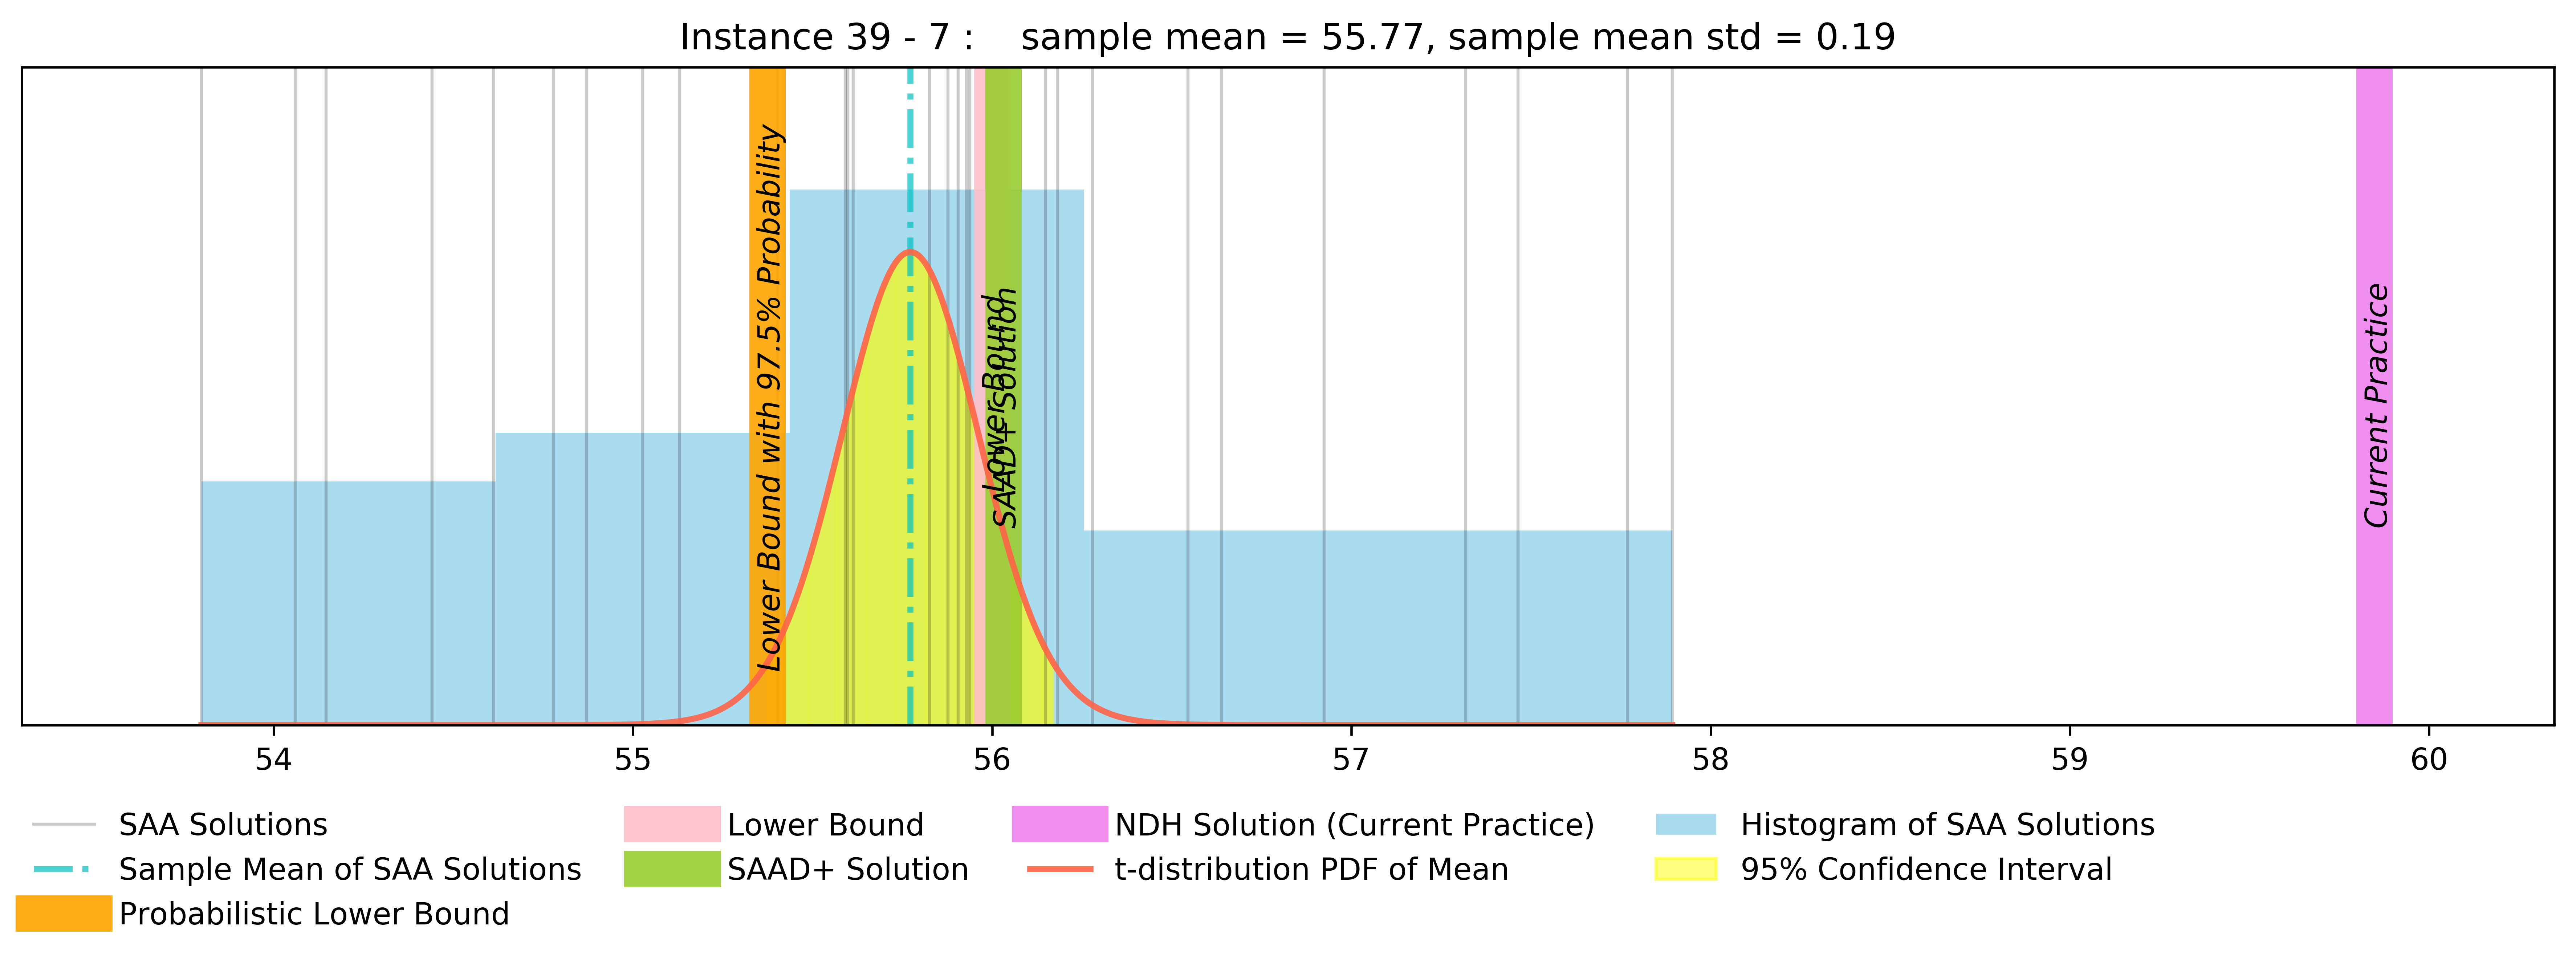 Instance 39 - 7 :    sample mean = 55.77, sample mean std = 0.19
Lower Bound with 97.5% Probability
Lower Bound
SAAD+ Solution
Current Practice
54 55 56 57 58 59 60
SAA Solutions
Sample Mean of SAA Solutions
Probabilistic Lower Bound
Lower Bound
SAAD+ Solution
NDH Solution (Current Practice)
t-distribution PDF of Mean
Histogram of SAA Solutions
95% Confidence Interval